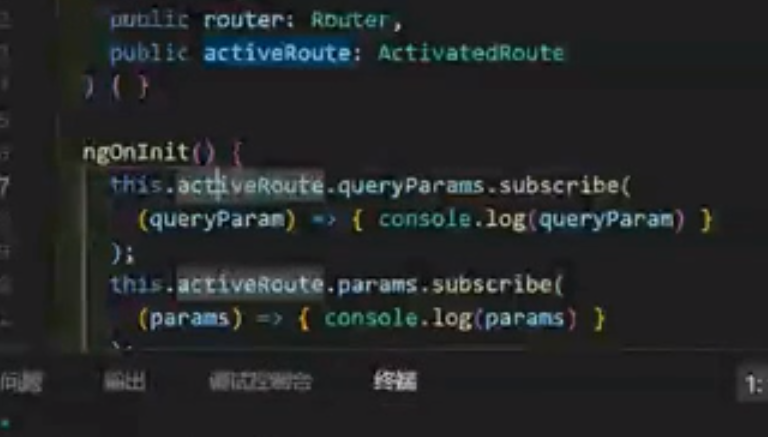 public router: Router,
public activeRoute: ActivatedRoute
) { }
ngOnInit() {
this.activeRoute.queryParams.subscribe(
(queryParam) => { console.log(queryParam) }
);
this.activeRoute.params.subscribe(
(params) => { console.log(params) }
问题 输出 调试控制台 终端 1: